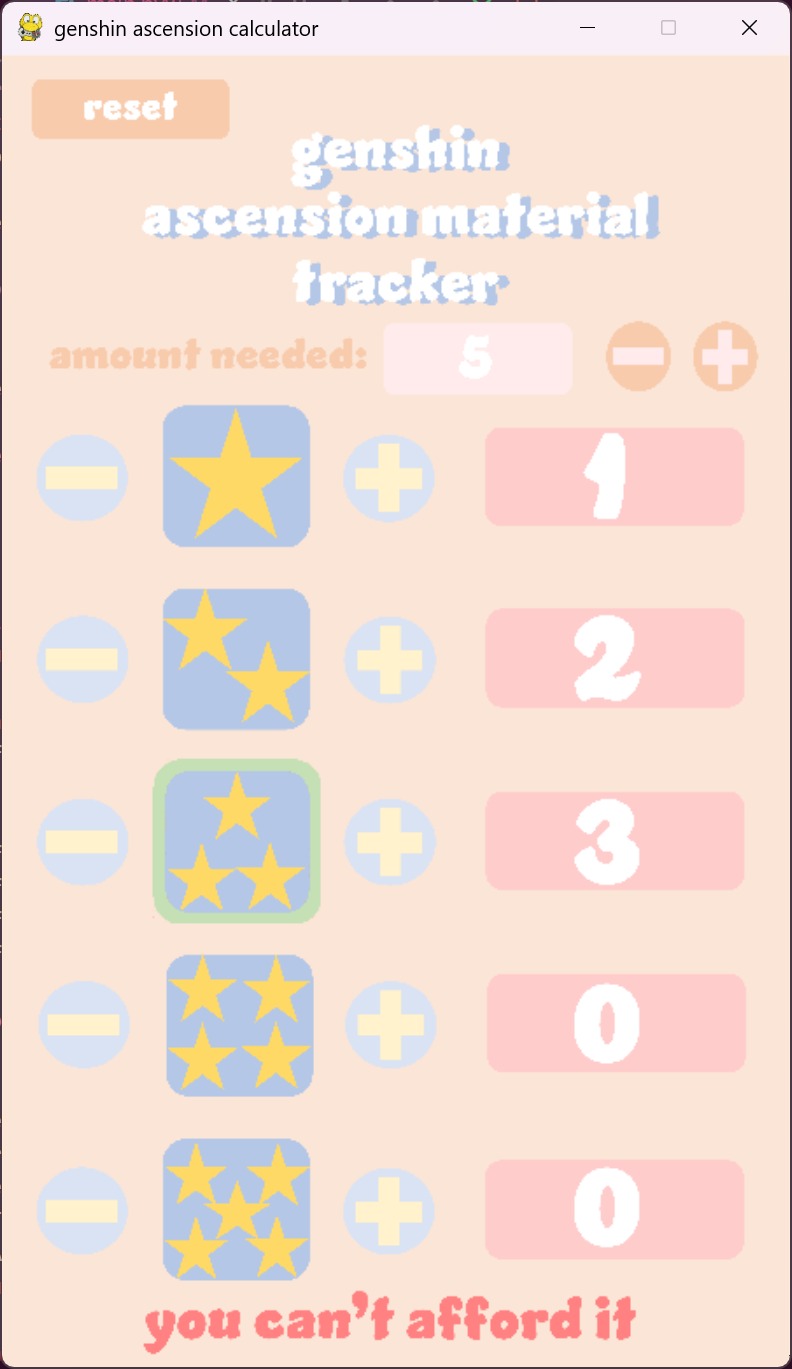 genshin ascension calculator
reset
genshin
ascension material
tracker
amount needed: 5
1
2
3
0
0
you can't afford it